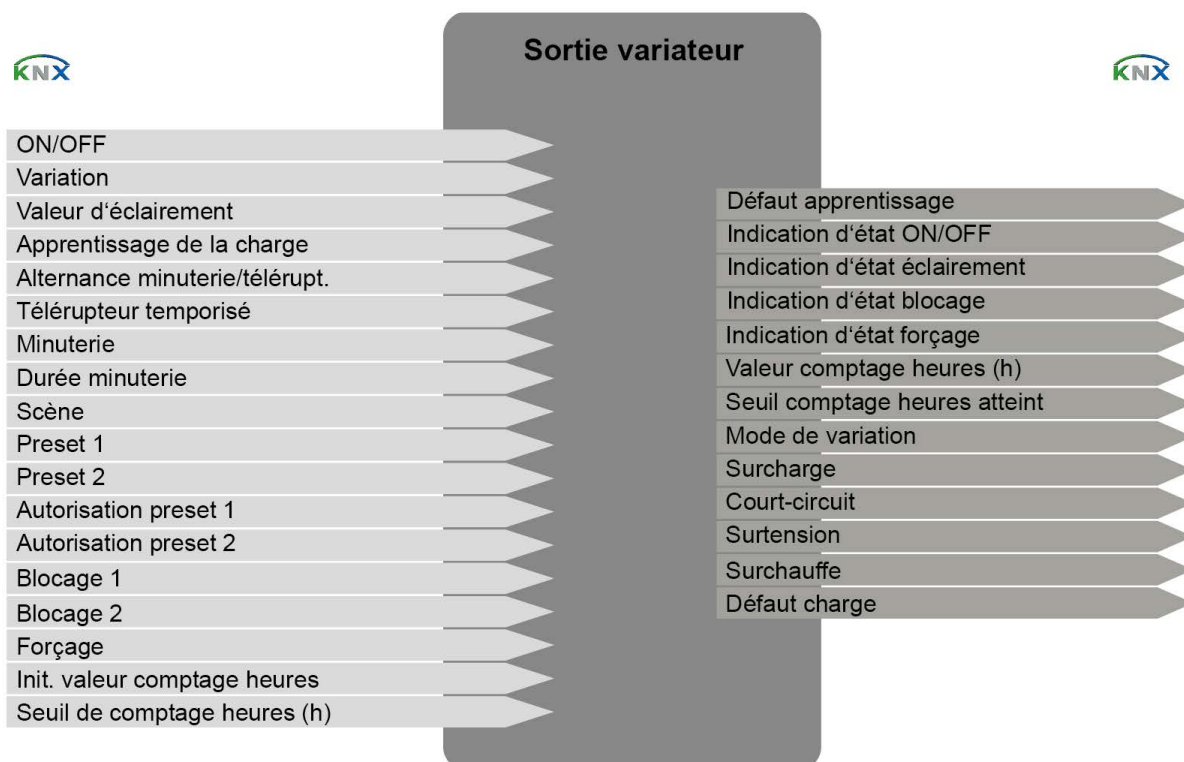 Sortie variateur
KNX
KNX
ON/OFF
Variation
Valeur d‘éclairement
Apprentissage de la charge
Alternance minuterie/télérupt.
Télérupteur temporisé
Minuterie
Durée minuterie
Scène
Preset 1
Preset 2
Autorisation preset 1
Autorisation preset 2
Blocage 1
Blocage 2
Forçage
Init. valeur comptage heures
Seuil de comptage heures (h)
Défaut apprentissage
Indication d‘état ON/OFF
Indication d‘état éclairement
Indication d‘état blocage
Indication d‘état forçage
Valeur comptage heures (h)
Seuil comptage heures atteint
Mode de variation
Surcharge
Court-circuit
Surtension
Surchauffe
Défaut charge